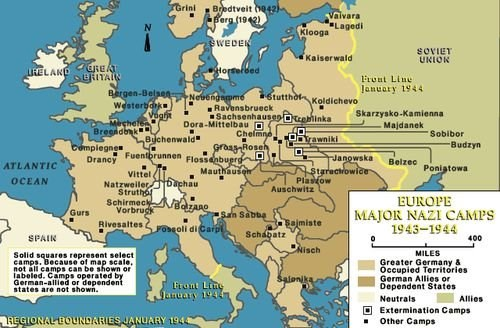 Grini
Bredtveit (1942)
Berg (1942)
Vaivara
Lagedi
Klooga
SWEDEN
Kaiserwald
SOVIET
UNION
IRELAND
GREAT
BRITAIN
Horserød
Front Line
January 1944
Bergen-Belsen
Neuengamme
Stutthof
Koldichevo
Westerbork
Ravensbrueck
Vught
Sachsenhausen
Treblinka
Skarzysko-Kamienna
Mechelen
Dora-Mittelbau
Chelmno
Majdanek
Breendonk
Buchenwald
Trawniki
Sobibor
Compiegne
Gross-Rosen
Budzyn
Drancy
Fuenbrunnen
Flossenbürg
Janowska
Belzec
ATLANTIC
OCEAN
Vittel
Mauthausen
Starachowice
Poniatowa
Natzweiler
Struthof
Dachau
Plaszow
Auschwitz
Schirmeck
Vorbruck
Bolzano
San Sabba
Gurs
Rivesaltes
Fossoli di Carpi
Sajmiste
Schabatz
SPAIN
Nisch
Salonika
Front Line
January 1944
Solid squares represent select
camps. Because of map scale,
not all camps can be shown or
labeled. Camps operated by
German-allied or dependent
states are not shown.
REGIONAL BOUNDARIES JANUARY 1944
EUROPE
MAJOR NAZI CAMPS
1943-1944
0 400
MILES
Greater Germany &
Occupied Territories
German Allies or
Dependent States
Neutrals
Allies
Extermination Camps
Other Camps